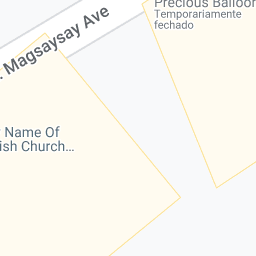 Precious Balloon
Temporariamente
fechado
Magsaysay Ave
Name Of
ish Church...